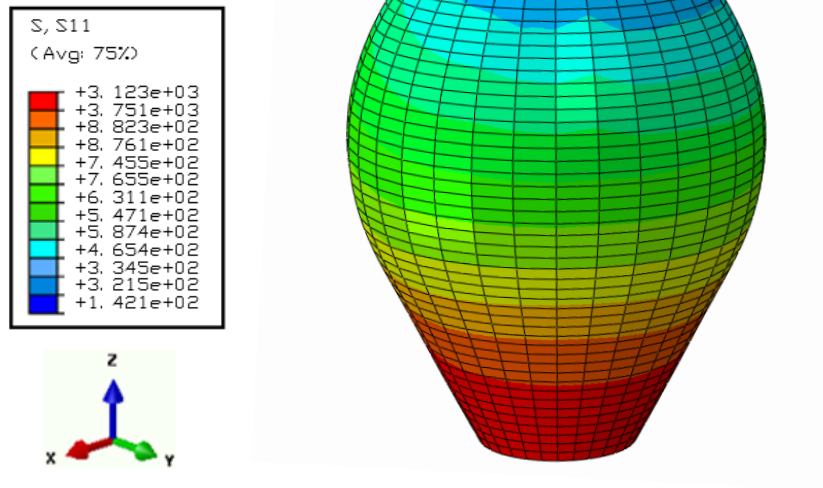 S, S11
(Avg: 75%)
+3. 123e+03
+3. 751e+03
+8. 823e+02
+8. 761e+02
+7. 455e+02
+7. 655e+02
+6. 311e+02
+5. 471e+02
+5. 874e+02
+4. 654e+02
+3. 345e+02
+3. 215e+02
+1. 421e+02
Z
X
Y